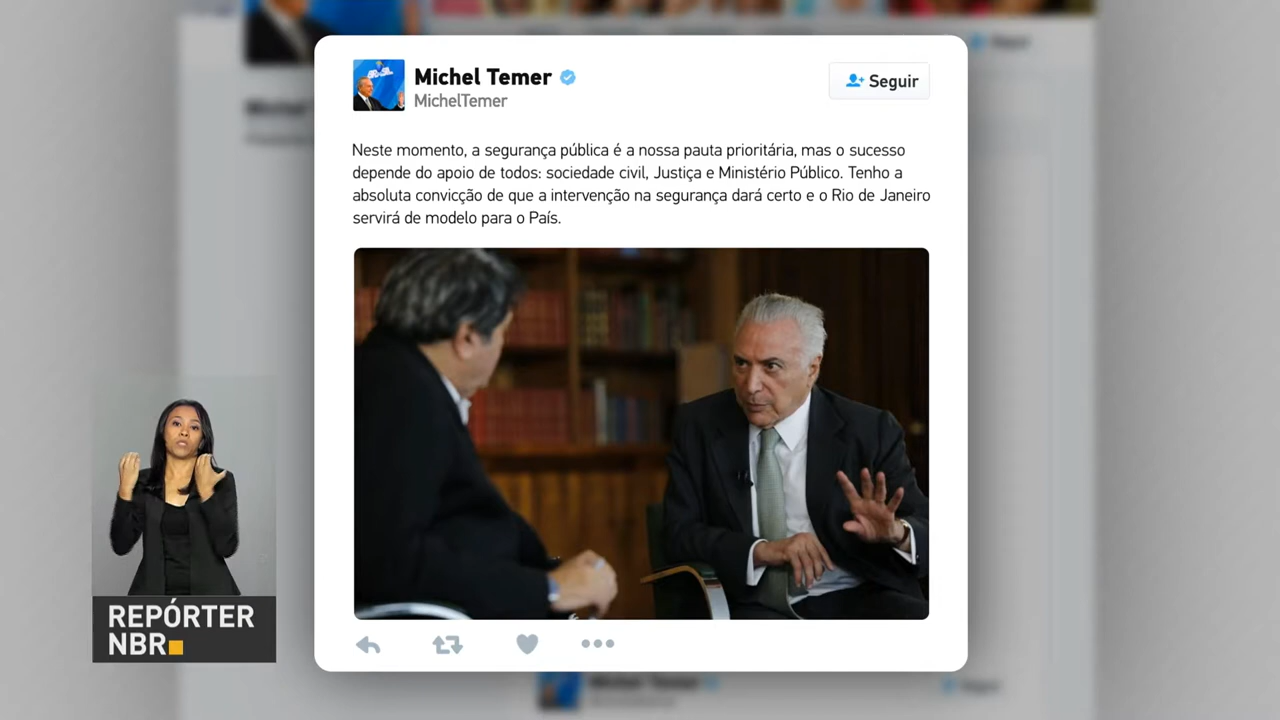 Michel Temer
MichelTemer
Seguir
Neste momento, a segurança pública é a nossa pauta prioritária, mas o sucesso
depende do apoio de todos: sociedade civil, Justiça e Ministério Público. Tenho a
absoluta convicção de que a intervenção na segurança dará certo e o Rio de Janeiro
servirá de modelo para o País.
REPÓRTER
NBR